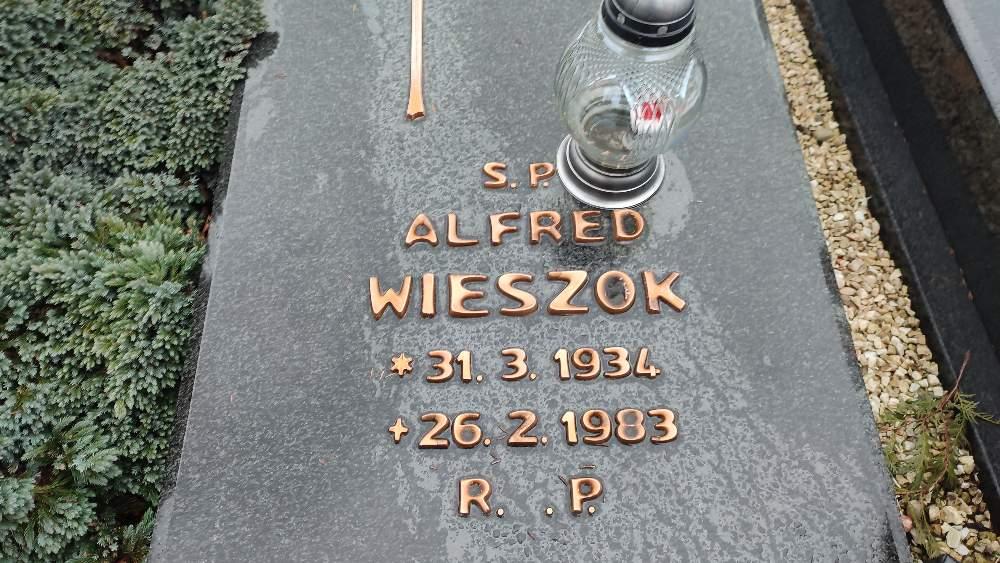 S. P.
ALFRED
WIESZOK
* 31. 3. 1934
+ 26. 2. 1983
R. . P.